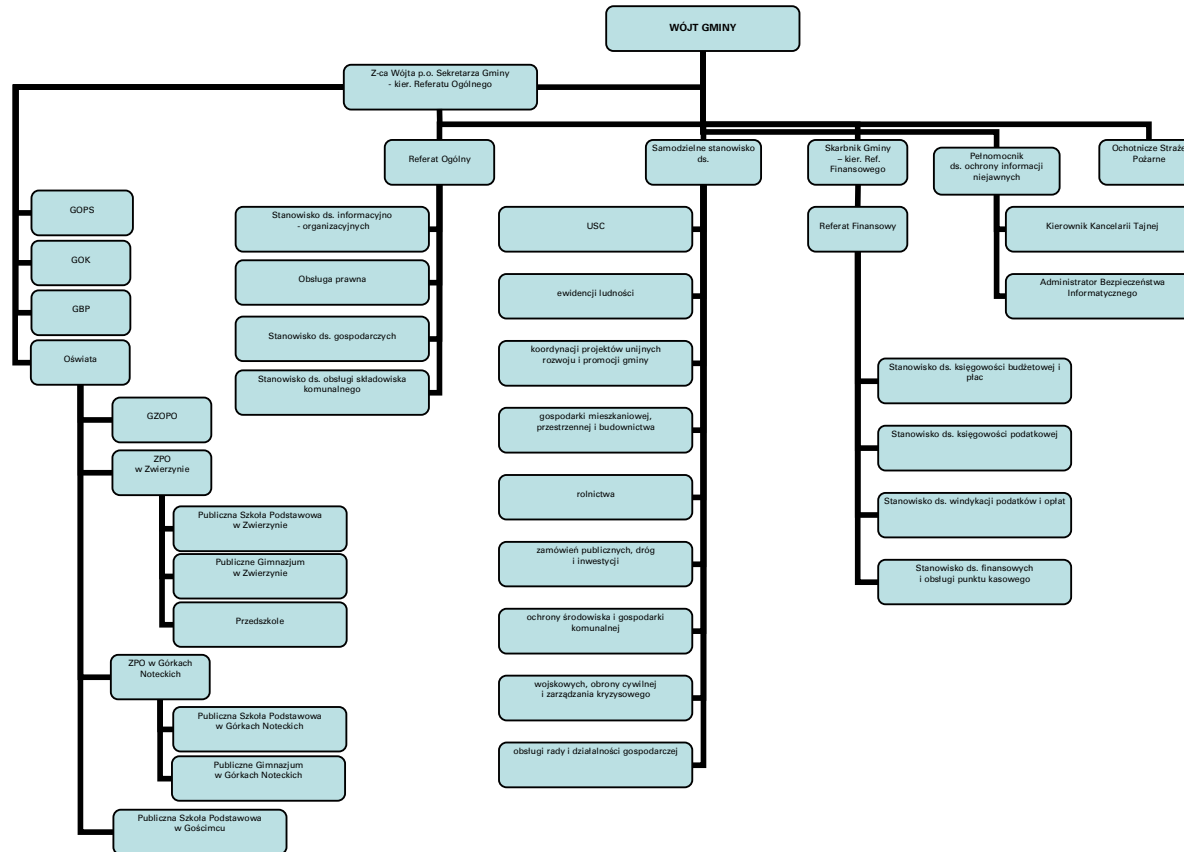 WÓJT GMINY
Z-ca Wójta p.o. Sekretarza Gminy
- kier. Referatu Ogólnego
Referat Ogólny
Samodzielne stanowisko
ds.
Skarbnik Gminy
– kier. Ref.
Finansowego
Pełnomocnik
ds. ochrony informacji
niejawnych
Ochotnicze Straże
Pożarne
GOPS
GOK
GBP
Oświata
GZOPO
ZPO
w Zwierzynie
Publiczna Szkoła Podstawowa
w Zwierzynie
Publiczne Gimnazjum
w Zwierzynie
Przedszkole
ZPO w Górkach
Noteckich
Publiczna Szkoła Podstawowa
w Górkach Noteckich
Publiczne Gimnazjum
w Górkach Noteckich
Publiczna Szkoła Podstawowa
w Gościmcu
Stanowisko ds. informacyjno
- organizacyjnych
Obsługa prawna
Stanowisko ds. gospodarczych
Stanowisko ds. obsługi składowiska
komunalnego
USC
ewidencji ludności
koordynacji projektów unijnych
rozwoju i promocji gminy
gospodarki mieszkaniowej,
przestrzennej i budownictwa
rolnictwa
zamówień publicznych, dróg
i inwestycji
ochrony środowiska i gospodarki
komunalnej
wojskowych, obrony cywilnej
i zarządzania kryzysowego
obsługi rady i działalności gospodarczej
Referat Finansowy
Stanowisko ds. księgowości budżetowej i
płac
Stanowisko ds. księgowości podatkowej
Stanowisko ds. windykacji podatków i opłat
Stanowisko ds. finansowych
i obsługi punktu kasowego
Kierownik Kancelarii Tajnej
Administrator Bezpieczeństwa
Informatycznego